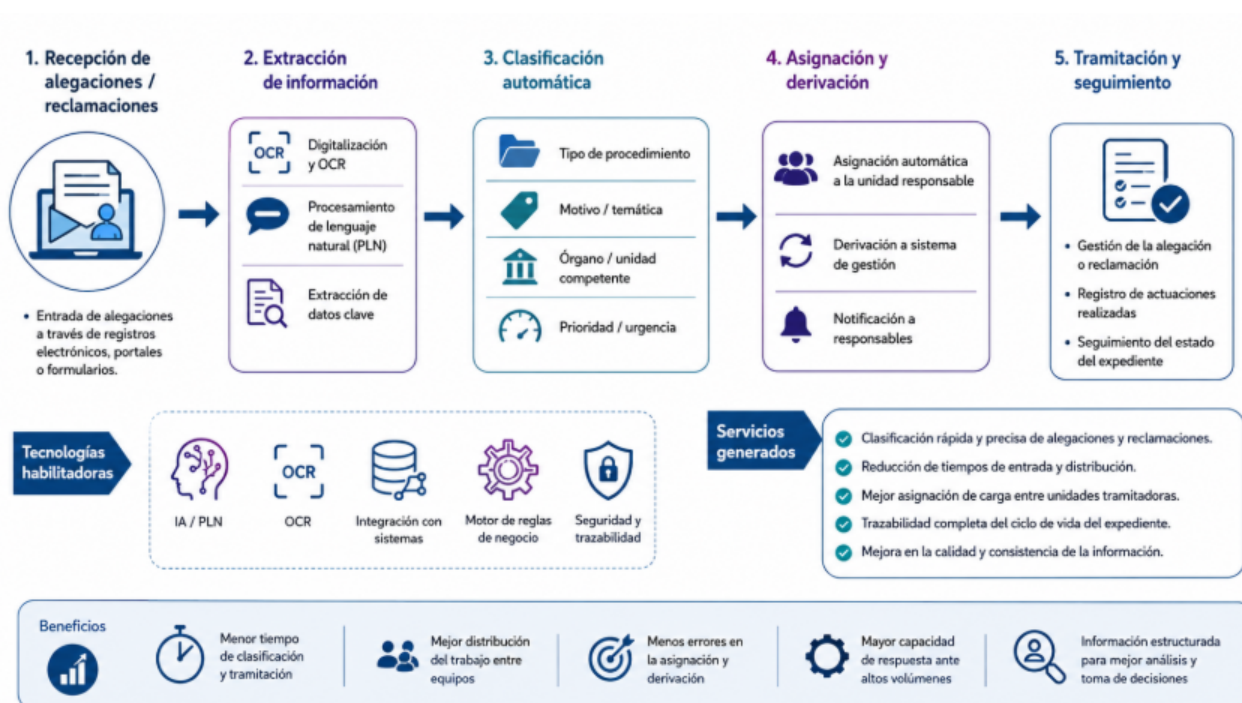 1. Recepción de
alegaciones /
reclamaciones
• Entrada de alegaciones
a través de registros
electrónicos, portales
o formularios.
2. Extracción
de información
OCR
Digitalización
y OCR
Procesamiento
de lenguaje
natural (PLN)
Extracción de
datos clave
3. Clasificación
automática
Tipo de procedimiento
Motivo / temática
Órgano / unidad
competente
Prioridad / urgencia
4. Asignación y
derivación
Asignación automática
a la unidad responsable
Derivación a sistema
de gestión
Notificación a
responsables
5. Tramitación y
seguimiento
• Gestión de la alegación
o reclamación
• Registro de actuaciones
realizadas
• Seguimiento del estado
del expediente
Tecnologías
habilitadoras
IA / PLN
OCR
OCR
Integración con
sistemas
Motor de reglas
de negocio
Seguridad y
trazabilidad
Servicios
generados
Clasificación rápida y precisa de alegaciones y reclamaciones.
Reducción de tiempos de entrada y distribución.
Mejor asignación de carga entre unidades tramitadoras.
Trazabilidad completa del ciclo de vida del expediente.
Mejora en la calidad y consistencia de la información.
Beneficios
Menor tiempo
de clasificación
y tramitación
Mejor distribución
del trabajo entre
equipos
Menos errores en
la asignación y
derivación
Mayor capacidad
de respuesta ante
altos volúmenes
Información estructurada
para mejor análisis y
toma de decisiones